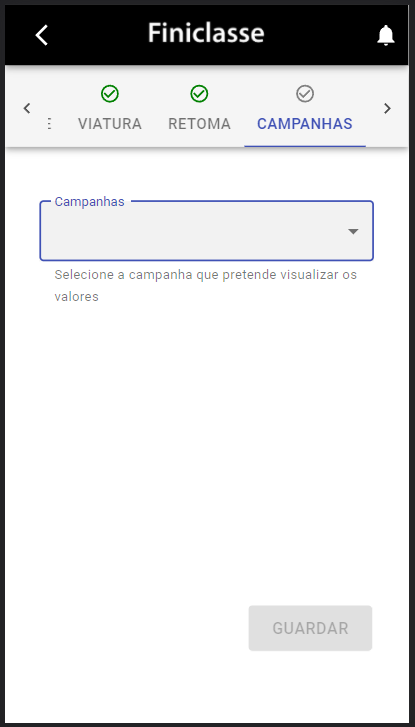 Finiclasse
E VIATURA RETOMA CAMPANHAS
Campanhas
Selecione a campanha que pretende visualizar os
valores
GUARDAR